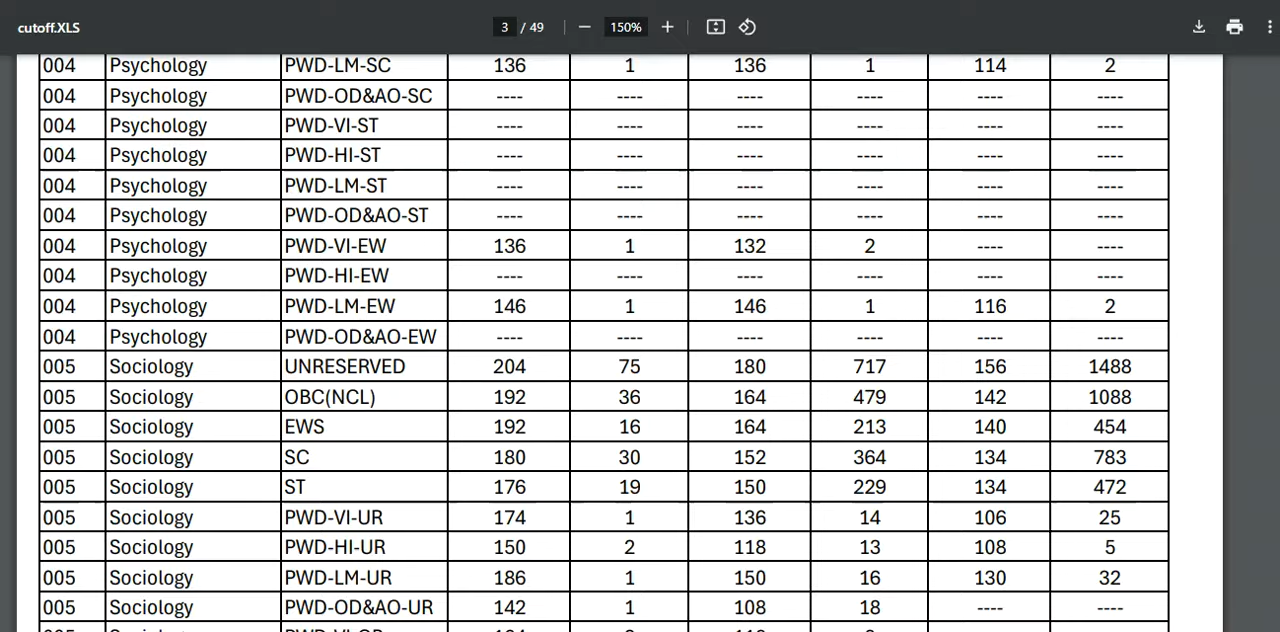 cutoff.XLS 3 / 49 150%
004 Psychology PWD-LM-SC 136 1 136 1 114 2
004 Psychology PWD-OD&AO-SC ---- ---- ---- ---- ---- ----
004 Psychology PWD-VI-ST ---- ---- ---- ---- ---- ----
004 Psychology PWD-HI-ST ---- ---- ---- ---- ---- ----
004 Psychology PWD-LM-ST ---- ---- ---- ---- ---- ----
004 Psychology PWD-OD&AO-ST ---- ---- ---- ---- ---- ----
004 Psychology PWD-VI-EW 136 1 132 2 ---- ----
004 Psychology PWD-HI-EW ---- ---- ---- ---- ---- ----
004 Psychology PWD-LM-EW 146 1 146 1 116 2
004 Psychology PWD-OD&AO-EW ---- ---- ---- ---- ---- ----
005 Sociology UNRESERVED 204 75 180 717 156 1488
005 Sociology OBC(NCL) 192 36 164 479 142 1088
005 Sociology EWS 192 16 164 213 140 454
005 Sociology SC 180 30 152 364 134 783
005 Sociology ST 176 19 150 229 134 472
005 Sociology PWD-VI-UR 174 1 136 14 106 25
005 Sociology PWD-HI-UR 150 2 118 13 108 5
005 Sociology PWD-LM-UR 186 1 150 16 130 32
005 Sociology PWD-OD&AO-UR 142 1 108 18 ---- ----